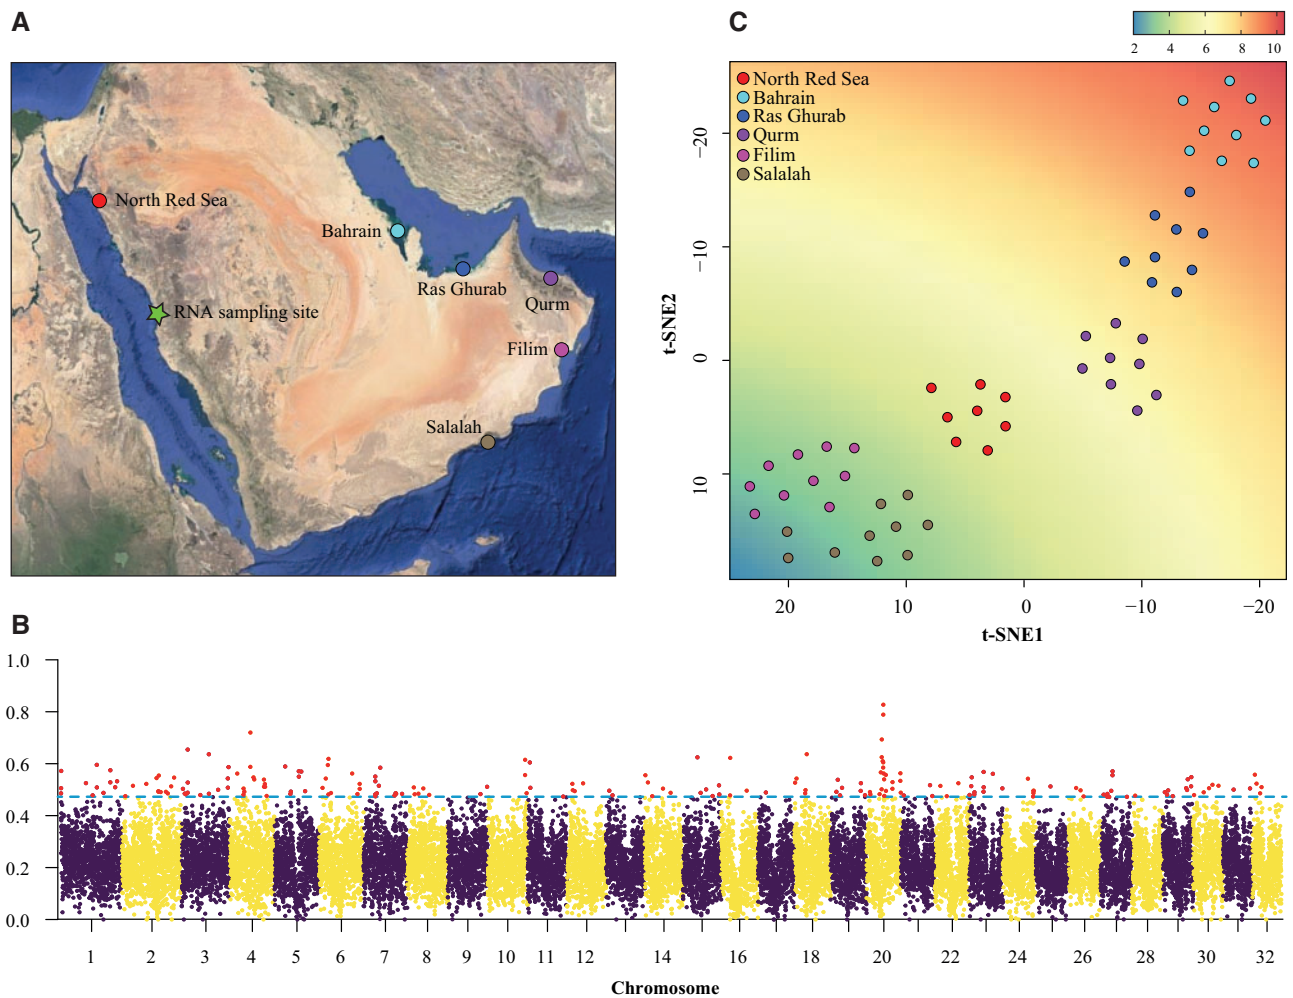 A
North Red Sea
Bahrain
Ras Ghurab
Qurm
RNA sampling site
Filim
Salalah
C
2 4 6 8 10
North Red Sea
Bahrain
Ras Ghurab
Qurm
Filim
Salalah
−20
−10
0
10
t-SNE2
20 10 0 −10 −20
t-SNE1
B
1.0
0.8
0.6
0.4
0.2
0.0
1 2 3 4 5 6 7 8 9 10 11 12 14 16 18 20 22 24 26 28 30 32
Chromosome